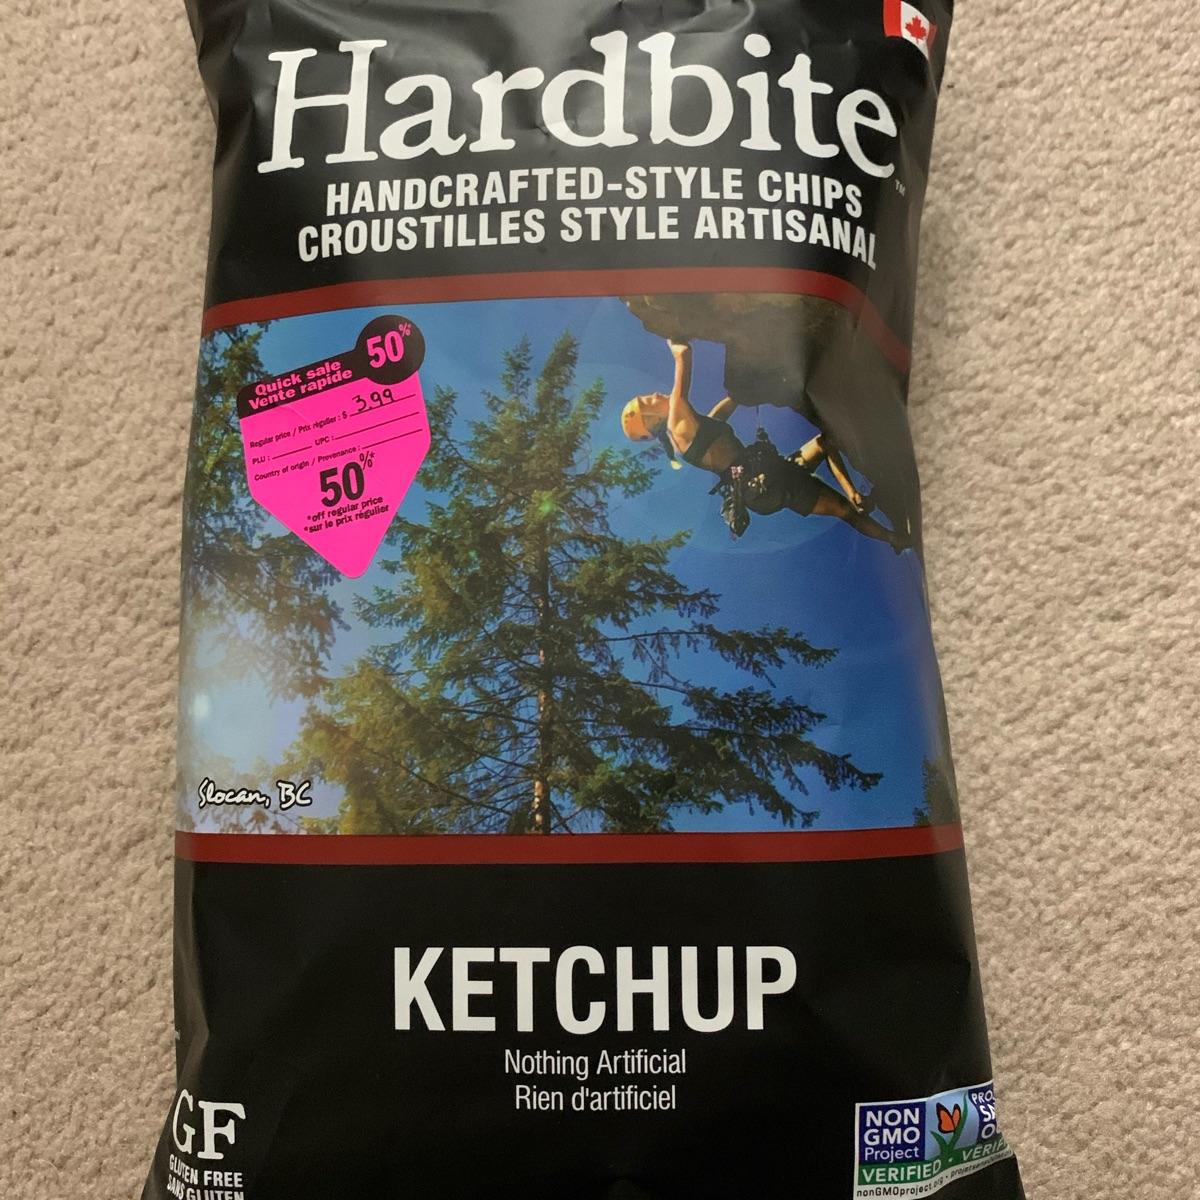 Hardbite™
HANDCRAFTED-STYLE CHIPS
CROUSTILLES STYLE ARTISANAL
50%
Quick sale
Vente rapide
Regular price / Prix régulier : $ 3.99
PLU : UPC :
Country of origin / Provenance :
50%*
*off regular price
*sur le prix régulier
Slocan, BC
KETCHUP
Nothing Artificial
Rien d'artificiel
GF
GLUTEN FREE
SANS GLUTEN
NON
GMO
Project
VERIFIED
nonGMOproject.org